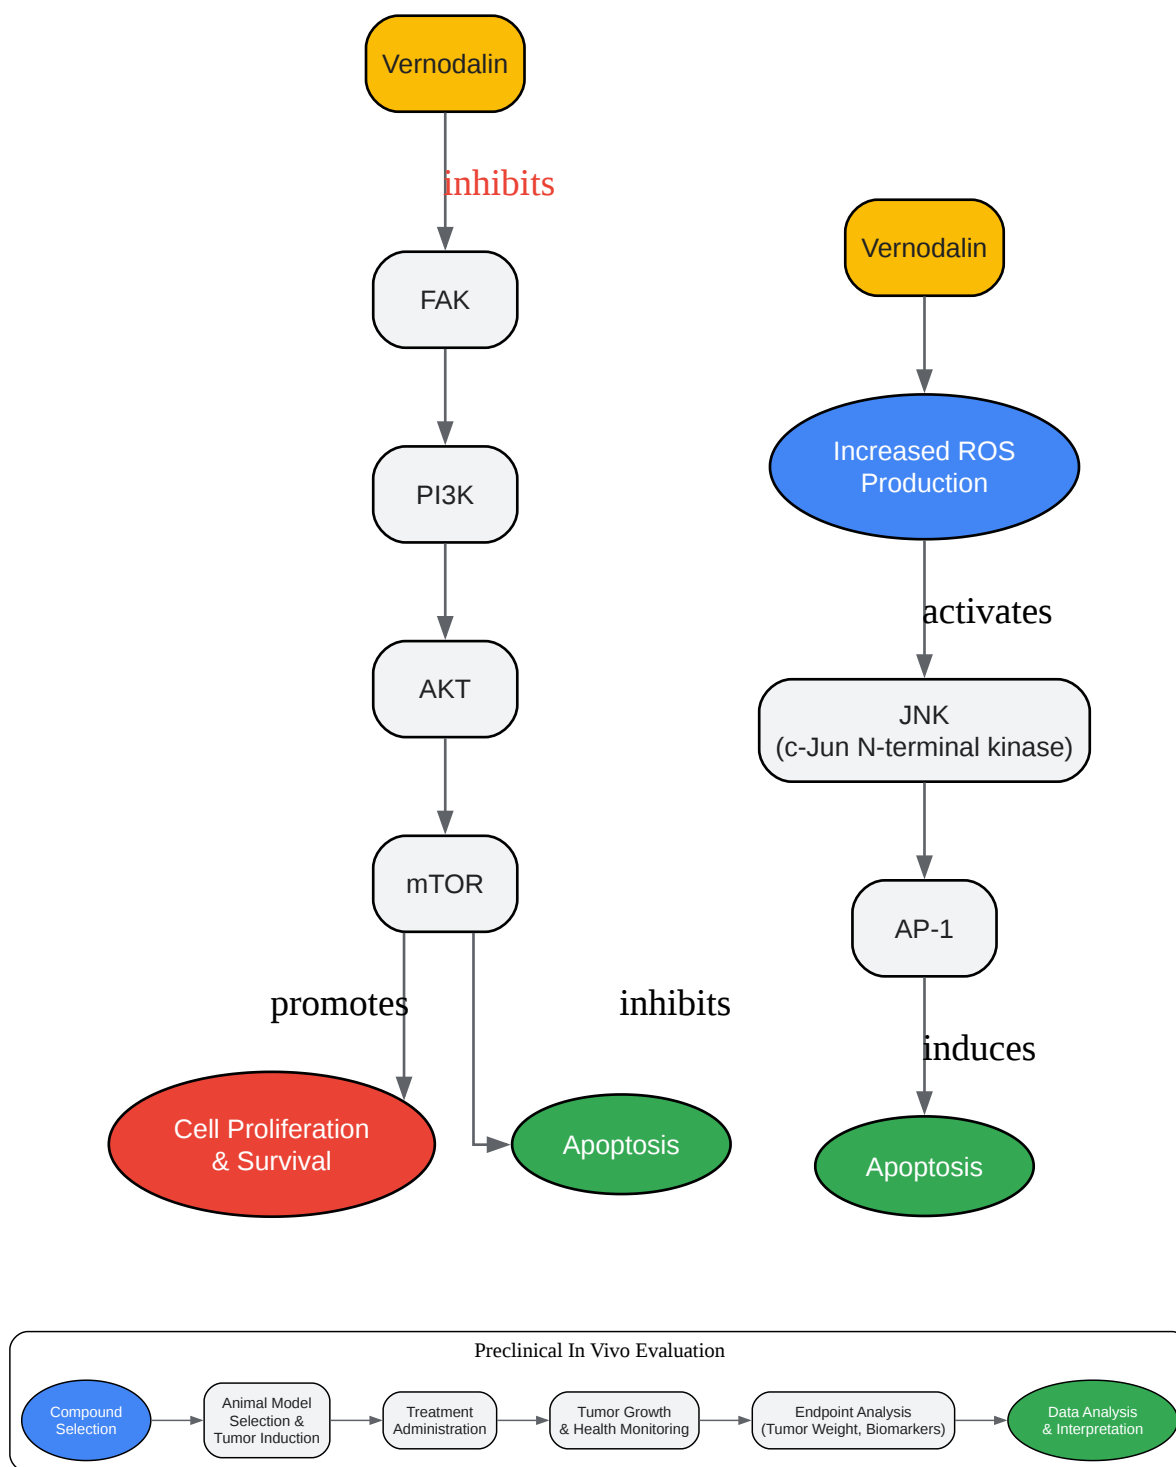 Vernodalin
inhibits
FAK
PI3K
AKT
mTOR
promotes
inhibits
Cell Proliferation
& Survival
Apoptosis
Vernodalin
Increased ROS
Production
activates
JNK
(c-Jun N-terminal kinase)
AP-1
induces
Apoptosis
Preclinical In Vivo Evaluation
Compound
Selection
Animal Model
Selection &
Tumor Induction
Treatment
Administration
Tumor Growth
& Health Monitoring
Endpoint Analysis
(Tumor Weight, Biomarkers)
Data Analysis
& Interpretation